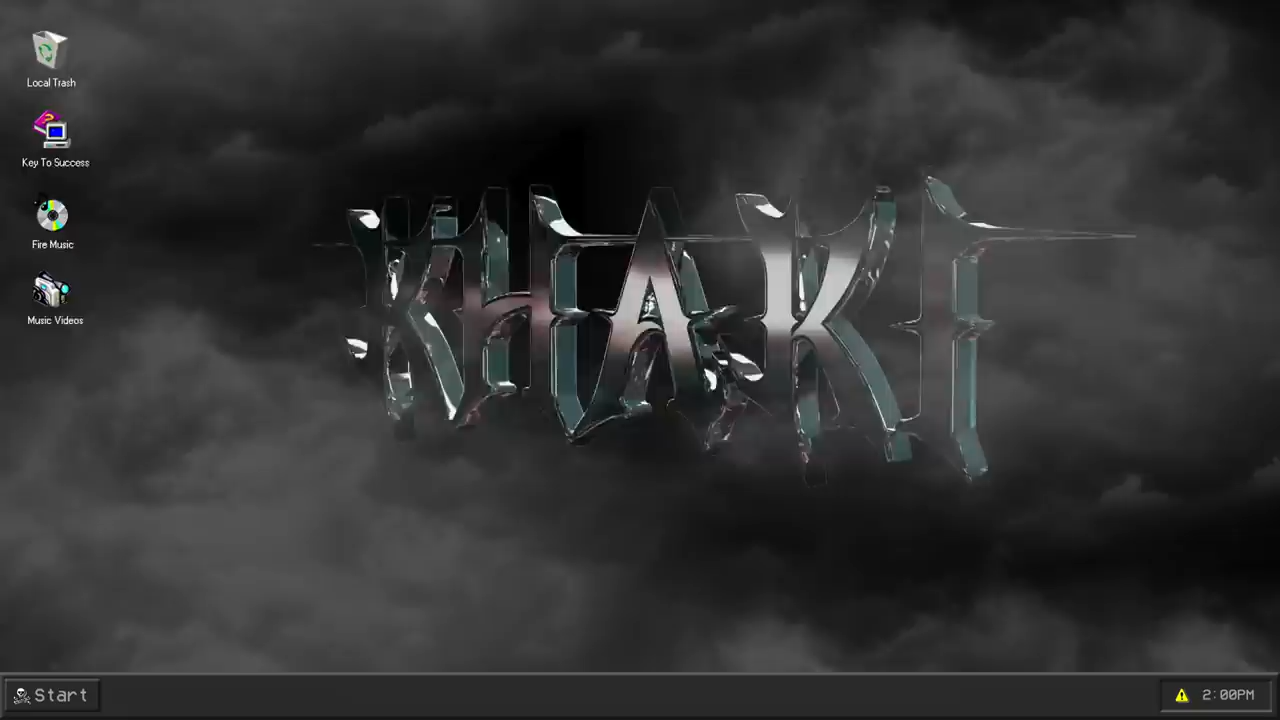 Local Trash
Key To Success
Fire Music
Music Videos
KHAKI
Start
2:00PM